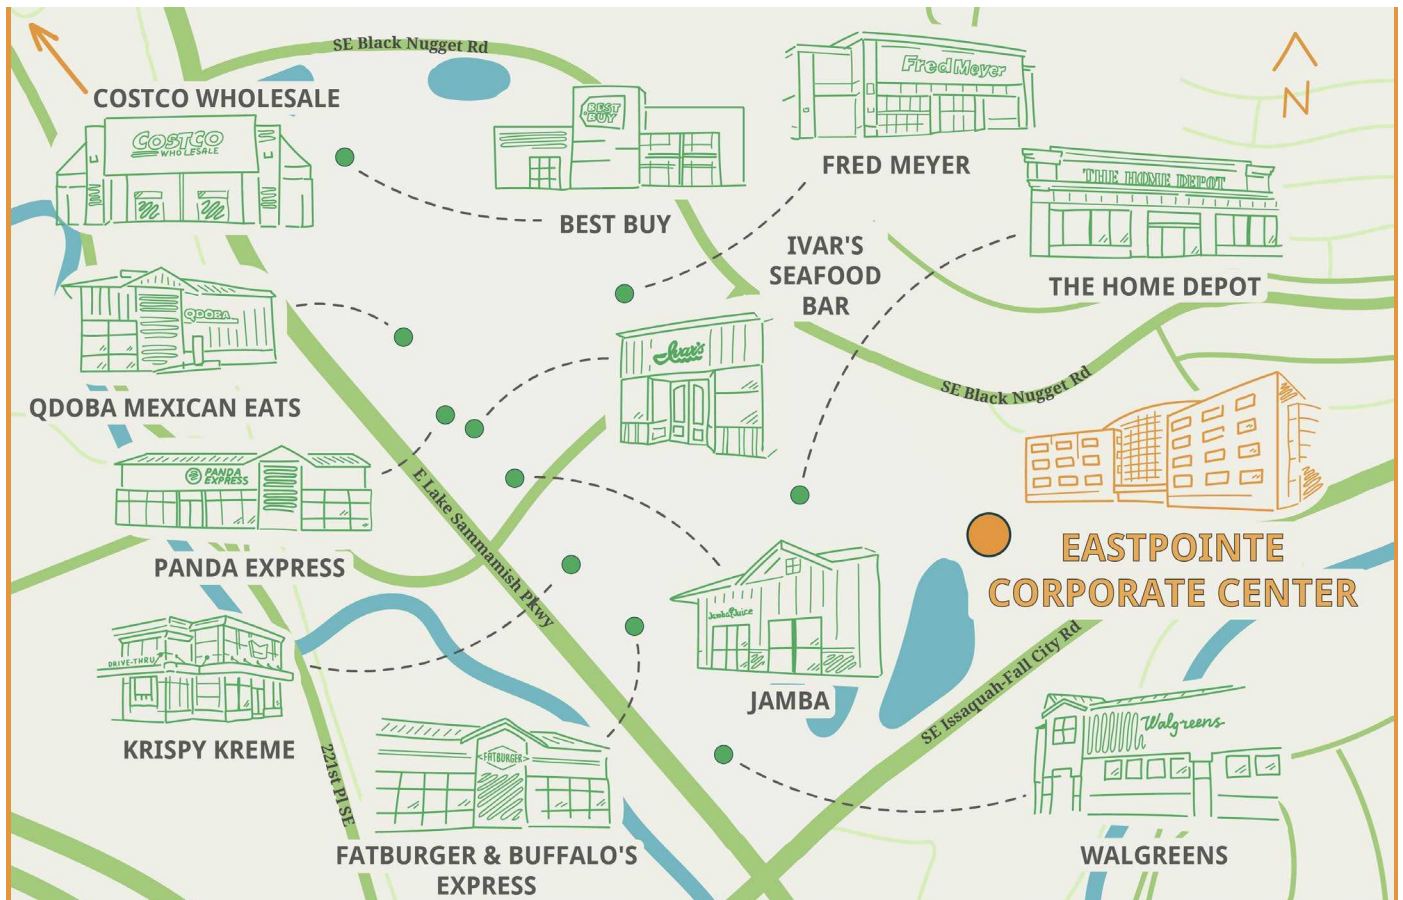 SE Black Nugget Rd
N
COSTCO WHOLESALE
COSTCO
WHOLESALE
BEST
BUY
BEST BUY
Fred Meyer
FRED MEYER
THE HOME DEPOT
THE HOME DEPOT
IVAR'S
SEAFOOD
BAR
Ivar's
QDOBA
QDOBA MEXICAN EATS
SE Black Nugget Rd
PANDA
EXPRESS
PANDA EXPRESS
E Lake Sammamish Pkwy
EASTPOINTE
CORPORATE CENTER
DRIVE-THRU
KRISPY KREME
Jamba Juice
JAMBA
SE Issaquah-Fall City Rd
221st Pl SE
FATBURGER
FATBURGER & BUFFALO'S
EXPRESS
Walgreens
WALGREENS